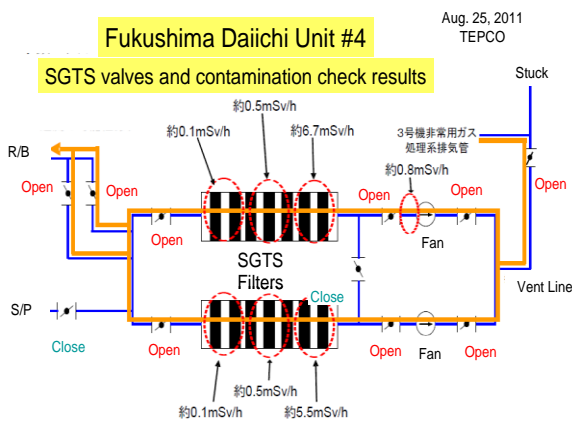 Aug. 25, 2011
TEPCO
Fukushima Daiichi Unit #4
SGTS valves and contamination check results
Stuck
約0.5mSv/h
約0.1mSv/h
約6.7mSv/h
3号機非常用ガス
処理系排気管
約0.8mSv/h
R/B
Open
Open
Open
Open
Open
Open
Fan
SGTS
Filters
Close
Vent Line
S/P
Close
Open
Open
Fan
Open
約0.5mSv/h
約0.1mSv/h
約5.5mSv/h